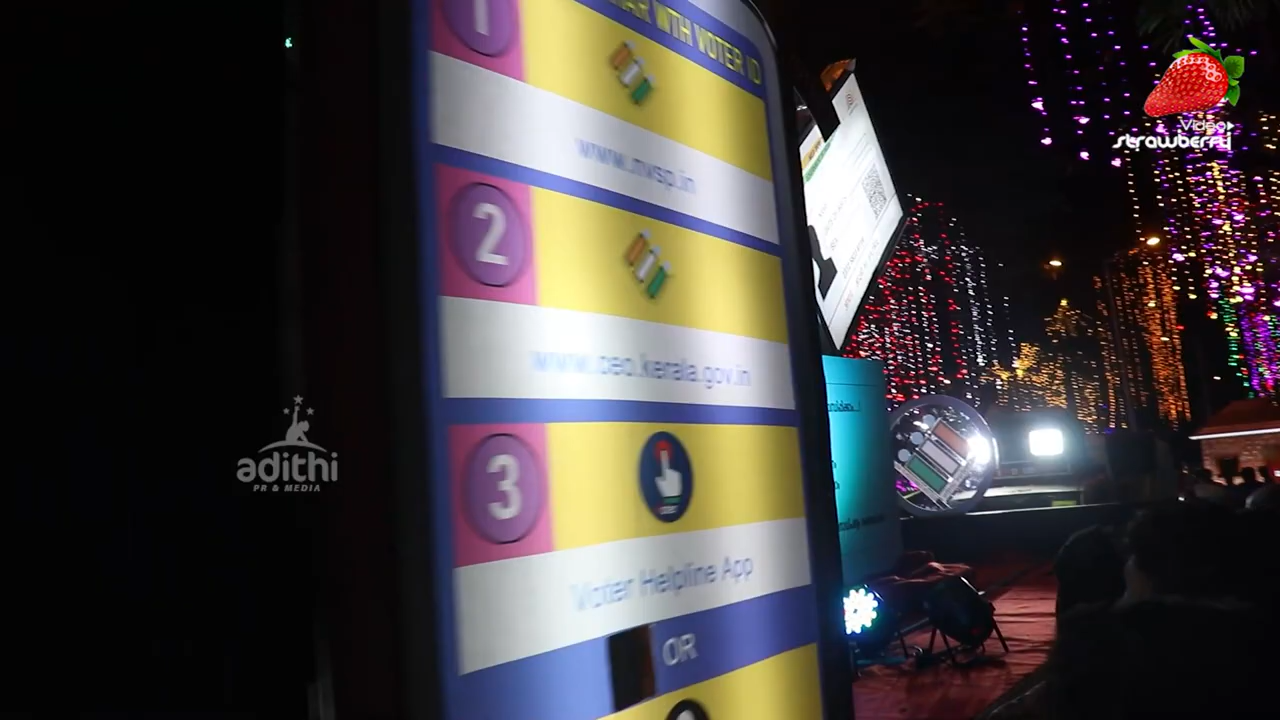 1
WTH VOTER ID
www.nvsp.in
2
www.ceo.kerala.gov.in
3
Voter Helpline App
OR
Video
strawberry
adithi
PR & MEDIA